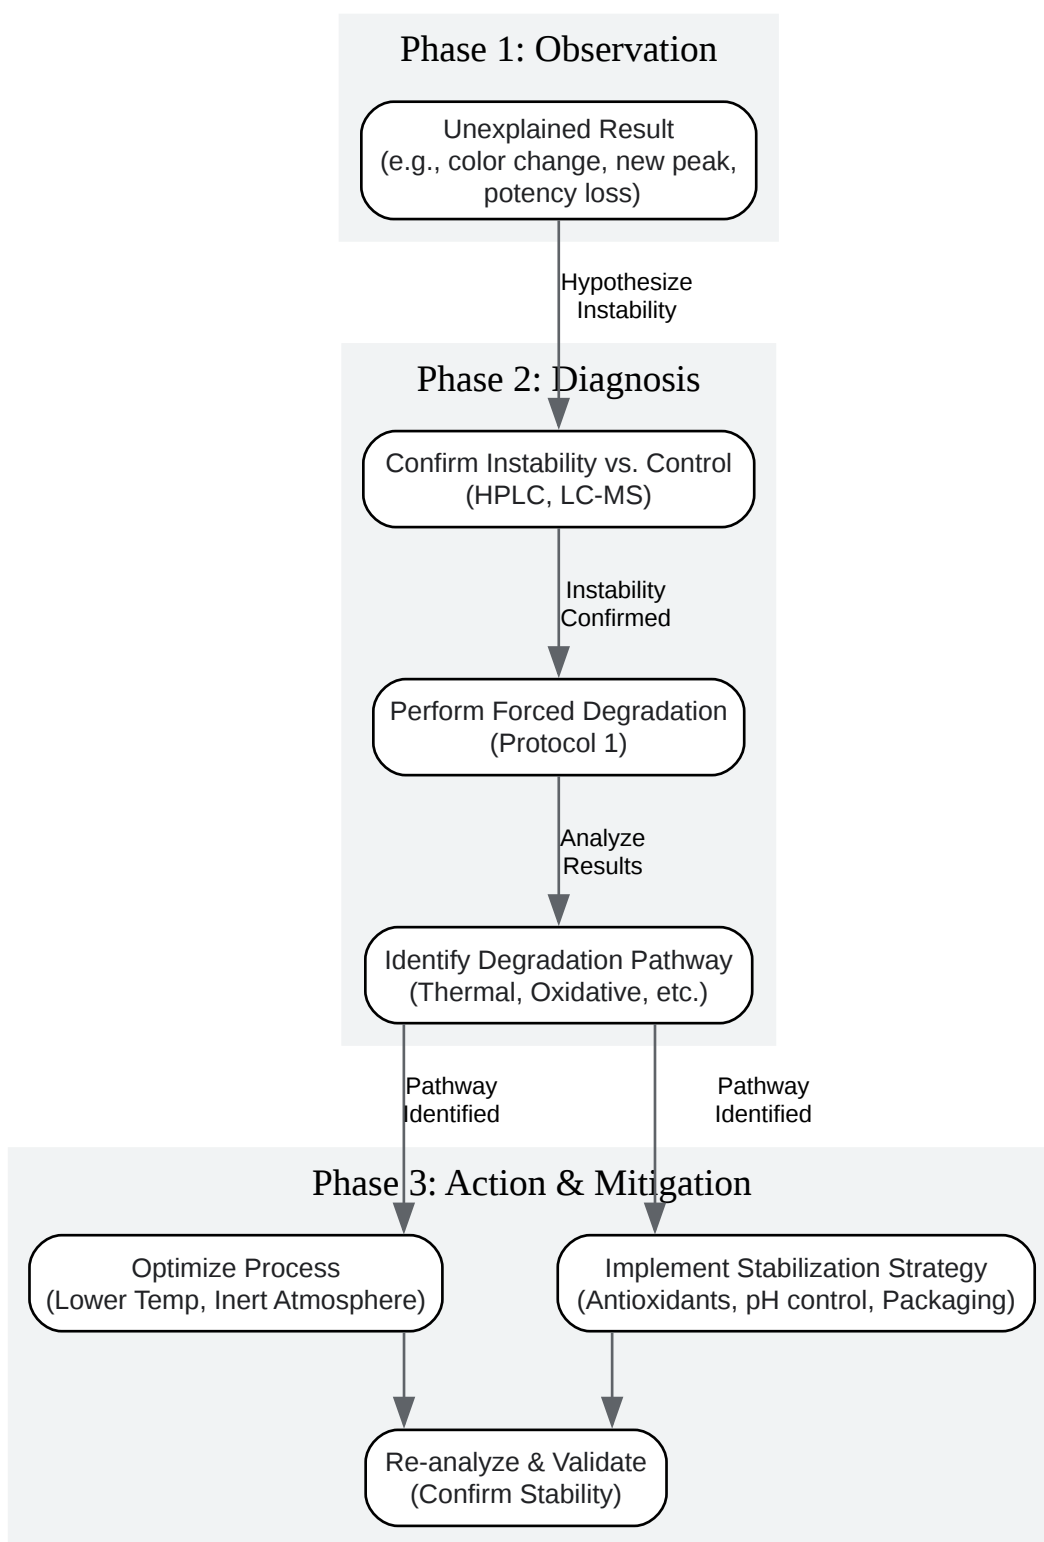 Phase 1: Observation
Unexplained Result
(e.g., color change, new peak,
potency loss)
Hypothesize
Instability
Phase 2: Diagnosis
Confirm Instability vs. Control
(HPLC, LC-MS)
Instability
Confirmed
Perform Forced Degradation
(Protocol 1)
Analyze
Results
Identify Degradation Pathway
(Thermal, Oxidative, etc.)
Pathway
Identified
Pathway
Identified
Phase 3: Action & Mitigation
Optimize Process
(Lower Temp, Inert Atmosphere)
Implement Stabilization Strategy
(Antioxidants, pH control, Packaging)
Re-analyze & Validate
(Confirm Stability)